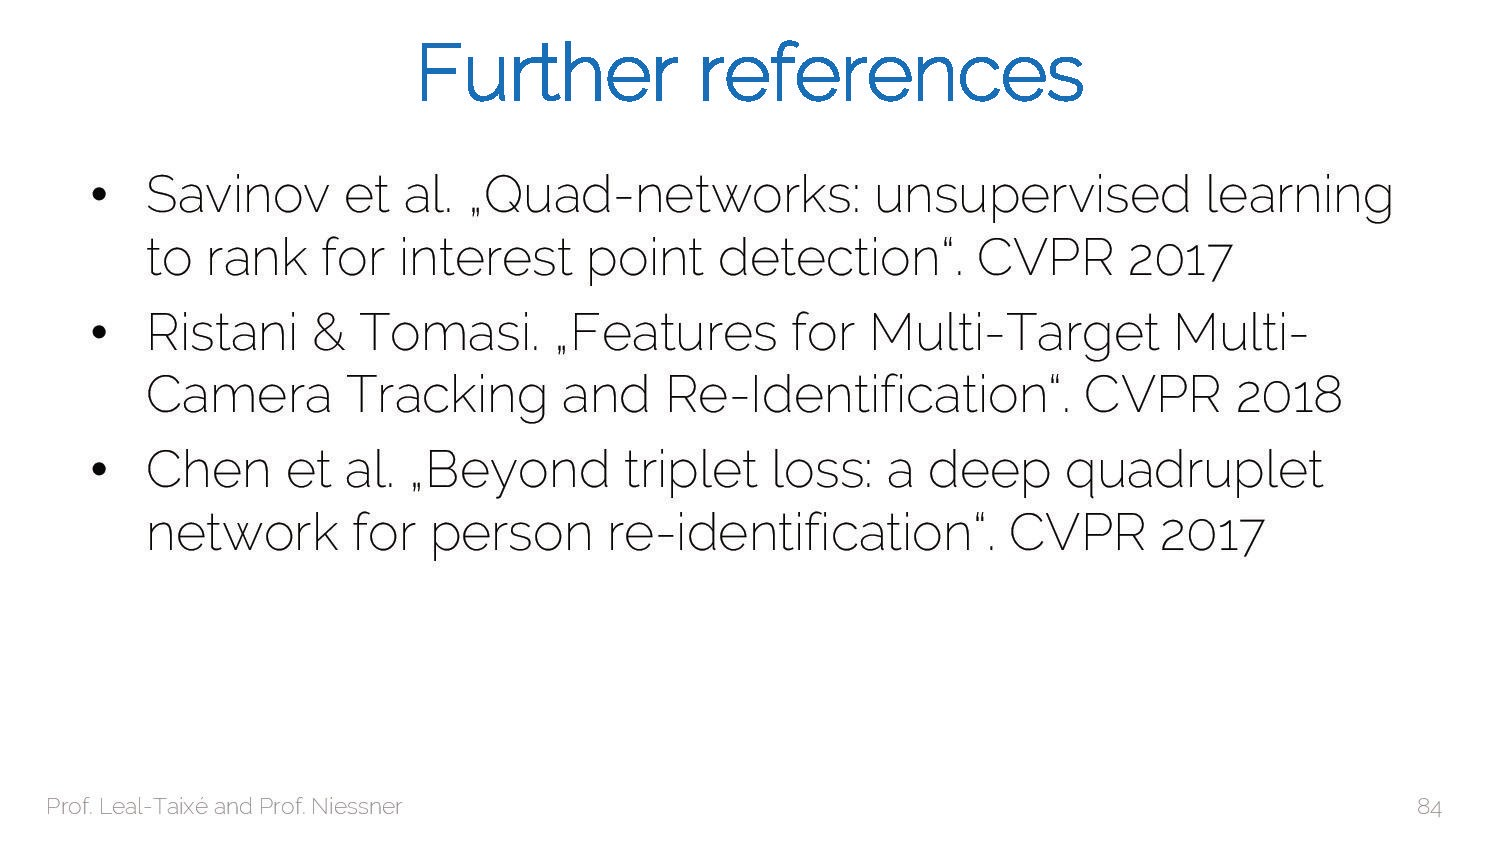 Further references
• Savinov et al. „Quad-networks: unsupervised learning
to rank for interest point detection“. CVPR 2017
• Ristani & Tomasi. „Features for Multi-Target Multi-
Camera Tracking and Re-Identification“. CVPR 2018
• Chen et al. „Beyond triplet loss: a deep quadruplet
network for person re-identification“. CVPR 2017
Prof. Leal-Taixé and Prof. Niessner
84